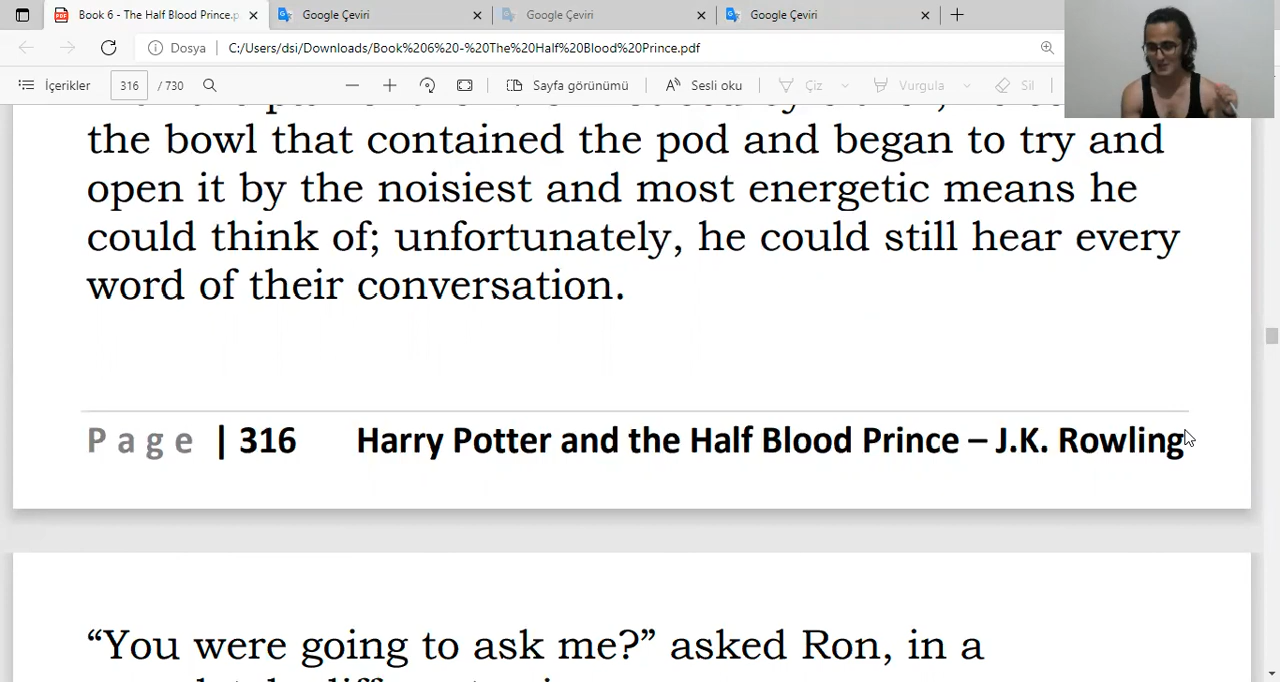 Book 6 - The Half Blood Prince.p
Google Çeviri
Google Çeviri
Google Çeviri
Dosya
C:/Users/dsi/Downloads/Book%206%20-%20The%20Half%20Blood%20Prince.pdf
İçerikler
316
/ 730
Sayfa görünümü
Sesli oku
Çiz
Vurgula
Sil
the bowl that contained the pod and began to try and
open it by the noisiest and most energetic means he
could think of; unfortunately, he could still hear every
word of their conversation.
Page | 316 Harry Potter and the Half Blood Prince – J.K. Rowling
“You were going to ask me?” asked Ron, in a